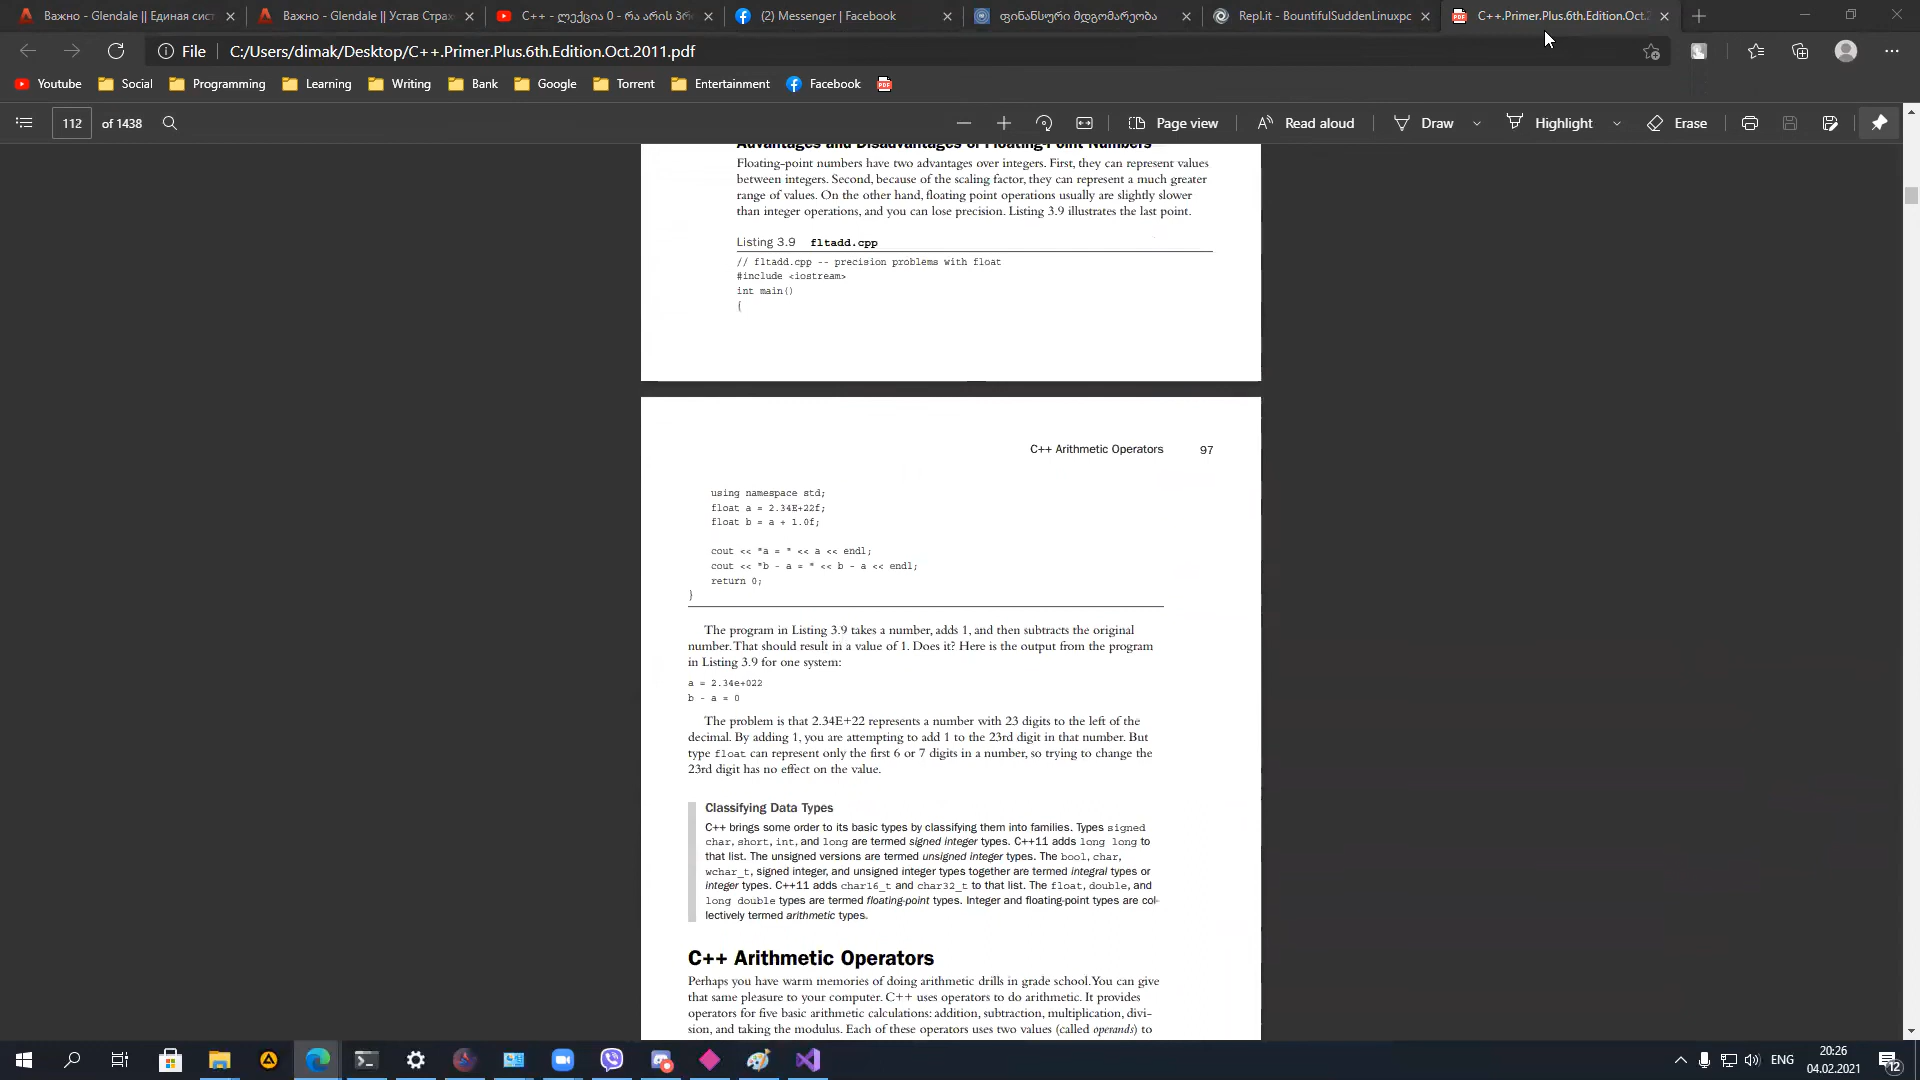 Важно - Glendale || Единая сист
Важно - Glendale || Устав Страх
C++ - ლექცია 0 - რა არის პრ
(2) Messenger | Facebook
ფინანსური მდგომარეობა
Repl.it - BountifulSuddenLinuxpc
C++.Primer.Plus.6th.Edition.Oct.2
File
C:/Users/dimak/Desktop/C++.Primer.Plus.6th.Edition.Oct.2011.pdf
Youtube
Social
Programming
Learning
Writing
Bank
Google
Torrent
Entertainment
Facebook
112 of 1438
Page view
Read aloud
Draw
Highlight
Erase
Advantages and Disadvantages of Floating-Point Numbers
Floating-point numbers have two advantages over integers. First, they can represent values
between integers. Second, because of the scaling factor, they can represent a much greater
range of values. On the other hand, floating point operations usually are slightly slower
than integer operations, and you can lose precision. Listing 3.9 illustrates the last point.
Listing 3.9 fltadd.cpp
// fltadd.cpp -- precision problems with float
#include <iostream>
int main()
{
C++ Arithmetic Operators 97
using namespace std;
float a = 2.34E+22f;
float b = a + 1.0f;
cout << "a = " << a << endl;
cout << "b - a = " << b - a << endl;
return 0;
}
The program in Listing 3.9 takes a number, adds 1, and then subtracts the original
number. That should result in a value of 1. Does it? Here is the output from the program
in Listing 3.9 for one system:
a = 2.34e+022
b - a = 0
The problem is that 2.34E+22 represents a number with 23 digits to the left of the
decimal. By adding 1, you are attempting to add 1 to the 23rd digit in that number. But
type float can represent only the first 6 or 7 digits in a number, so trying to change the
23rd digit has no effect on the value.
Classifying Data Types
C++ brings some order to its basic types by classifying them into families. Types signed
char, short, int, and long are termed signed integer types. C++11 adds long long to
that list. The unsigned versions are termed unsigned integer types. The bool, char,
wchar_t, signed integer, and unsigned integer types together are termed integral types or
integer types. C++11 adds char16_t and char32_t to that list. The float, double, and
long double types are termed floating-point types. Integer and floating-point types are col-
lectively termed arithmetic types.
C++ Arithmetic Operators
Perhaps you have warm memories of doing arithmetic drills in grade school. You can give
that same pleasure to your computer. C++ uses operators to do arithmetic. It provides
operators for five basic arithmetic calculations: addition, subtraction, multiplication, divi-
sion, and taking the modulus. Each of these operators uses two values (called operands) to
ENG
20:26
04.02.2021
12